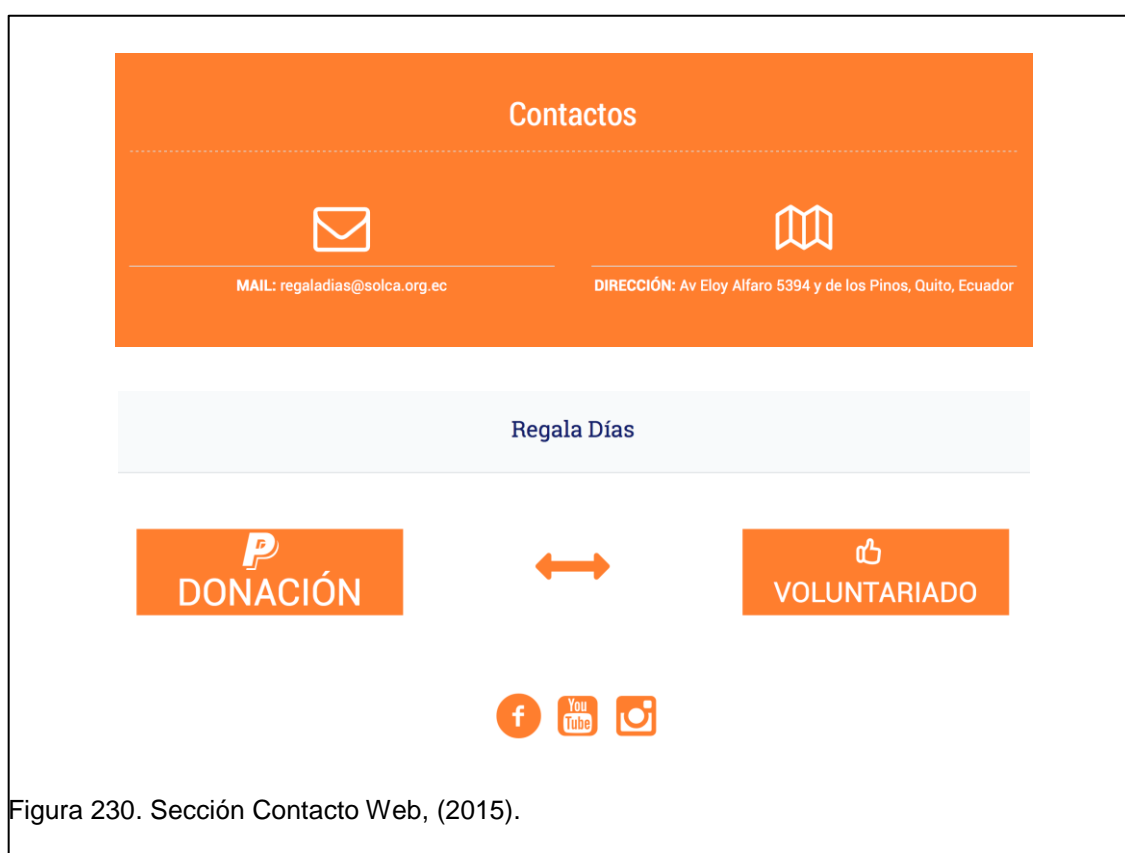 Contactos
MAIL: regaladias@solca.org.ec
DIRECCIÓN: Av Eloy Alfaro 5394 y de los Pinos, Quito, Ecuador
Regala Días
DONACIÓN
VOLUNTARIADO
f
You
Tube
Figura 230. Sección Contacto Web, (2015).